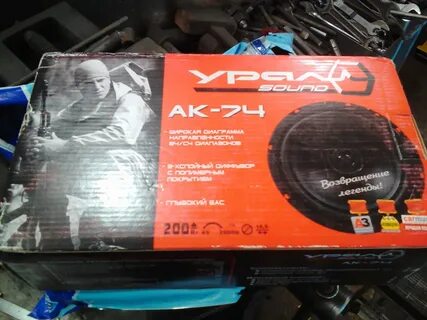 УРАЛ
SOUND
АК-74
• ШИРОКАЯ ДИАГРАММА
НАПРАВЛЕННОСТИ
ВЧ/СЧ ДИАПАЗОНОВ
• 2-СЛОЙНЫЙ ДИФФУЗОР
С ПОЛИМЕРНЫМ
ПОКРЫТИЕМ
• ГЛУБОКИЙ БАС
Возвращение
легенды!
200
A3
УРАЛ